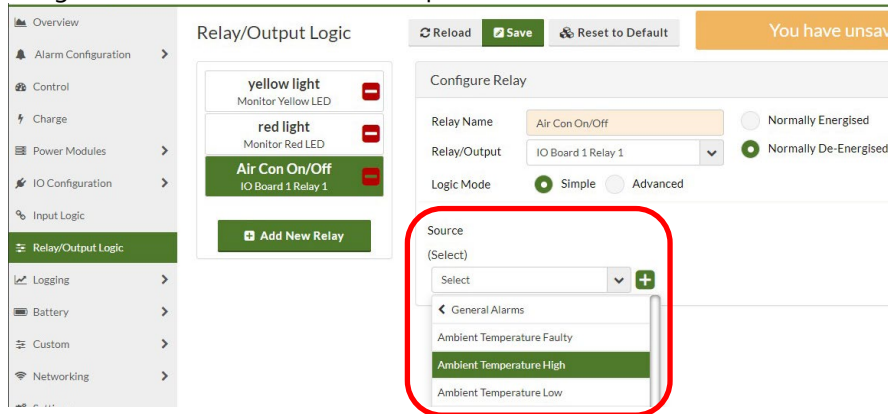 Overview
Alarm Configuration
Control
Charge
Power Modules
IO Configuration
Input Logic
Relay/Output Logic
Logging
Battery
Custom
Networking
Relay/Output Logic
Reload
Save
Reset to Default
You have unsav
yellow light
Monitor Yellow LED
red light
Monitor Red LED
Air Con On/Off
IO Board 1 Relay 1
Add New Relay
Configure Relay
Relay Name
Air Con On/Off
Normally Energised
Relay/Output
IO Board 1 Relay 1
Normally De-Energised
Logic Mode
Simple
Advanced
Source
(Select)
Select
General Alarms
Ambient Temperature Faulty
Ambient Temperature High
Ambient Temperature Low